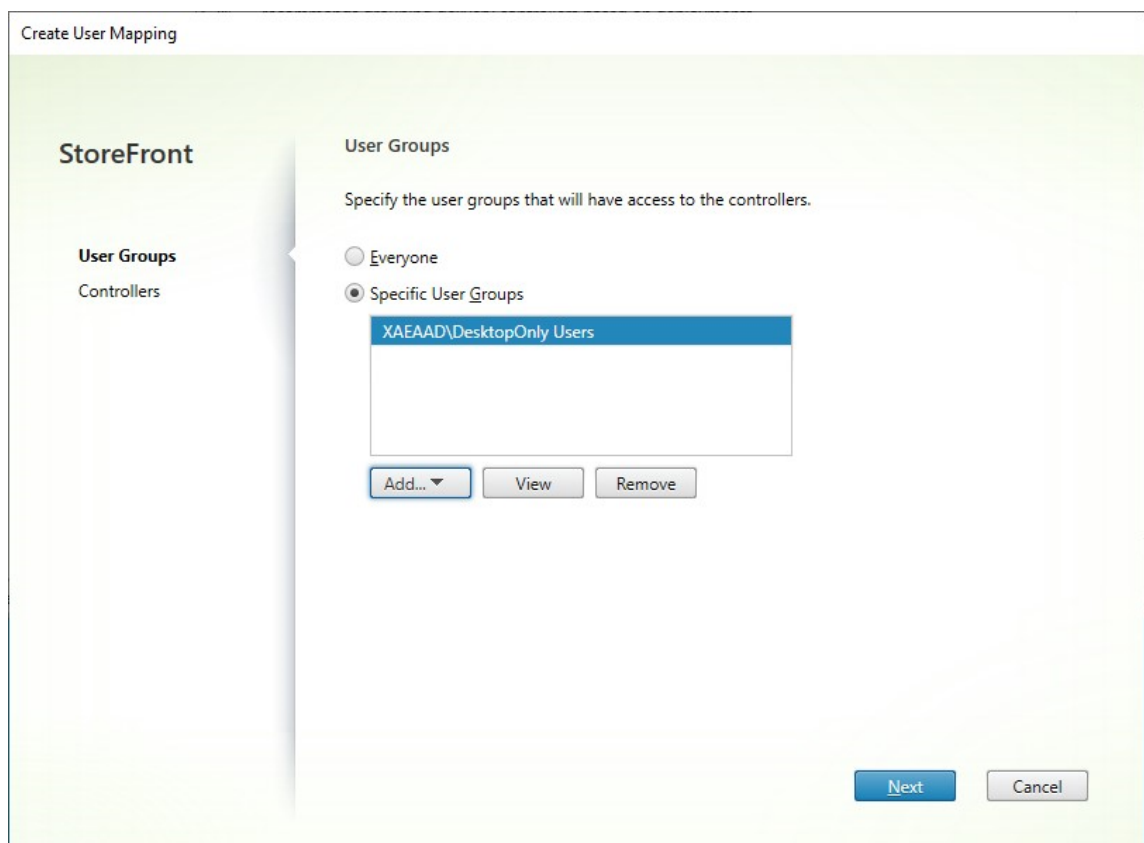 Create User Mapping
StoreFront
User Groups
Controllers
User Groups
Specify the user groups that will have access to the controllers.
Everyone
Specific User Groups
XAEAAD\DesktopOnly Users
Add...
View
Remove
Next
Cancel